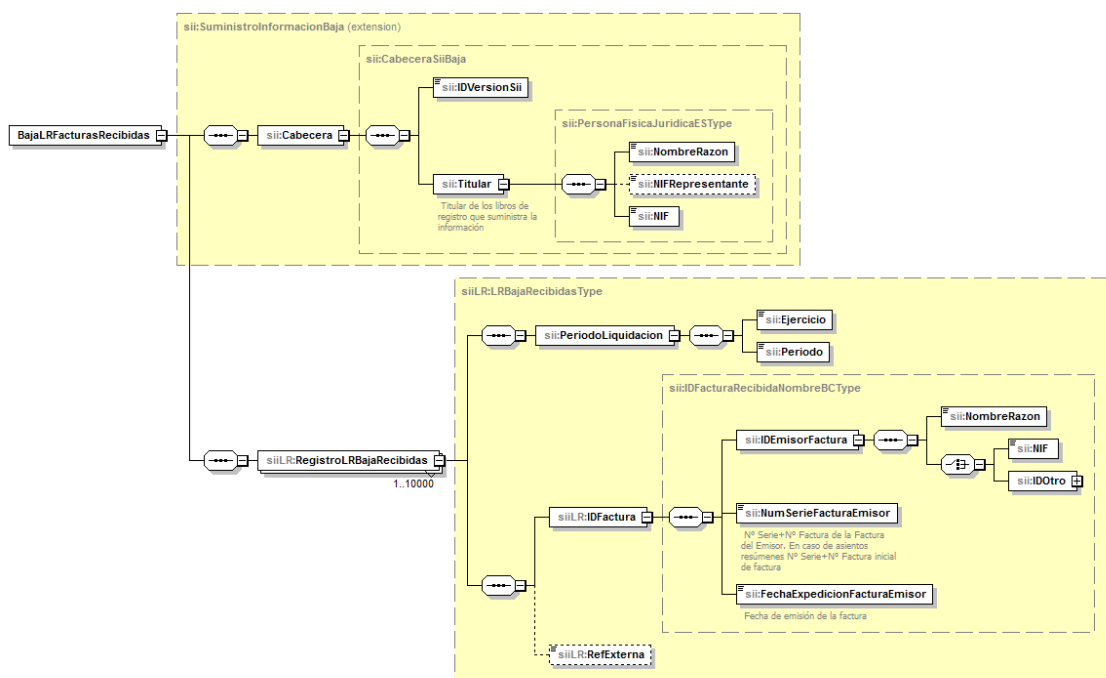 sii:SuministroInformacionBaja (extension)
sii:CabeceraSiiBaja
sii:IDVersionSii
sii:PersonaFisicaJuridicaESType
BajaLRFacturasRecibidas
sii:Cabecera
sii:NombreRazon
sii:Titular
sii:NIFRepresentante
Titular de los libros de
registro que suministra la
información
sii:NIF
siiLR:LRBajaRecibidasType
sii:PeriodoLiquidacion
sii:Ejercicio
sii:Periodo
sii:IDFacturaRecibidaNombreBCType
sii:NombreRazon
sii:IDEmisorFactura
sii:NIF
sii:IDOtro
siiLR:RegistroLRBajaRecibidas
1..10000
siiLR:IDFactura
sii:NumSerieFacturaEmisor
Nº Serie+Nº Factura de la Factura
del Emisor. En caso de asientos
resúmenes Nº Serie+Nº Factura inicial
de factura
sii:FechaExpedicionFacturaEmisor
Fecha de emisión de la factura
siiLR:RefExterna